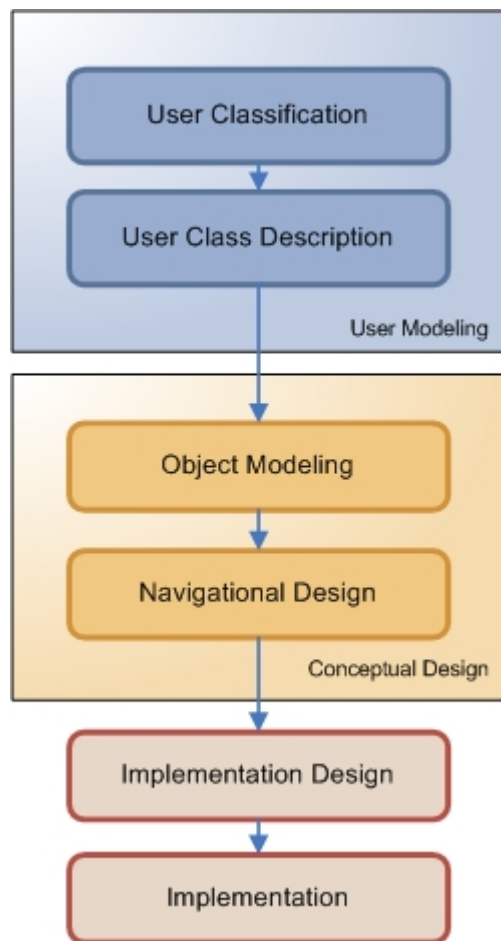 User Classification
User Class Description
User Modeling
Object Modeling
Navigational Design
Conceptual Design
Implementation Design
Implementation